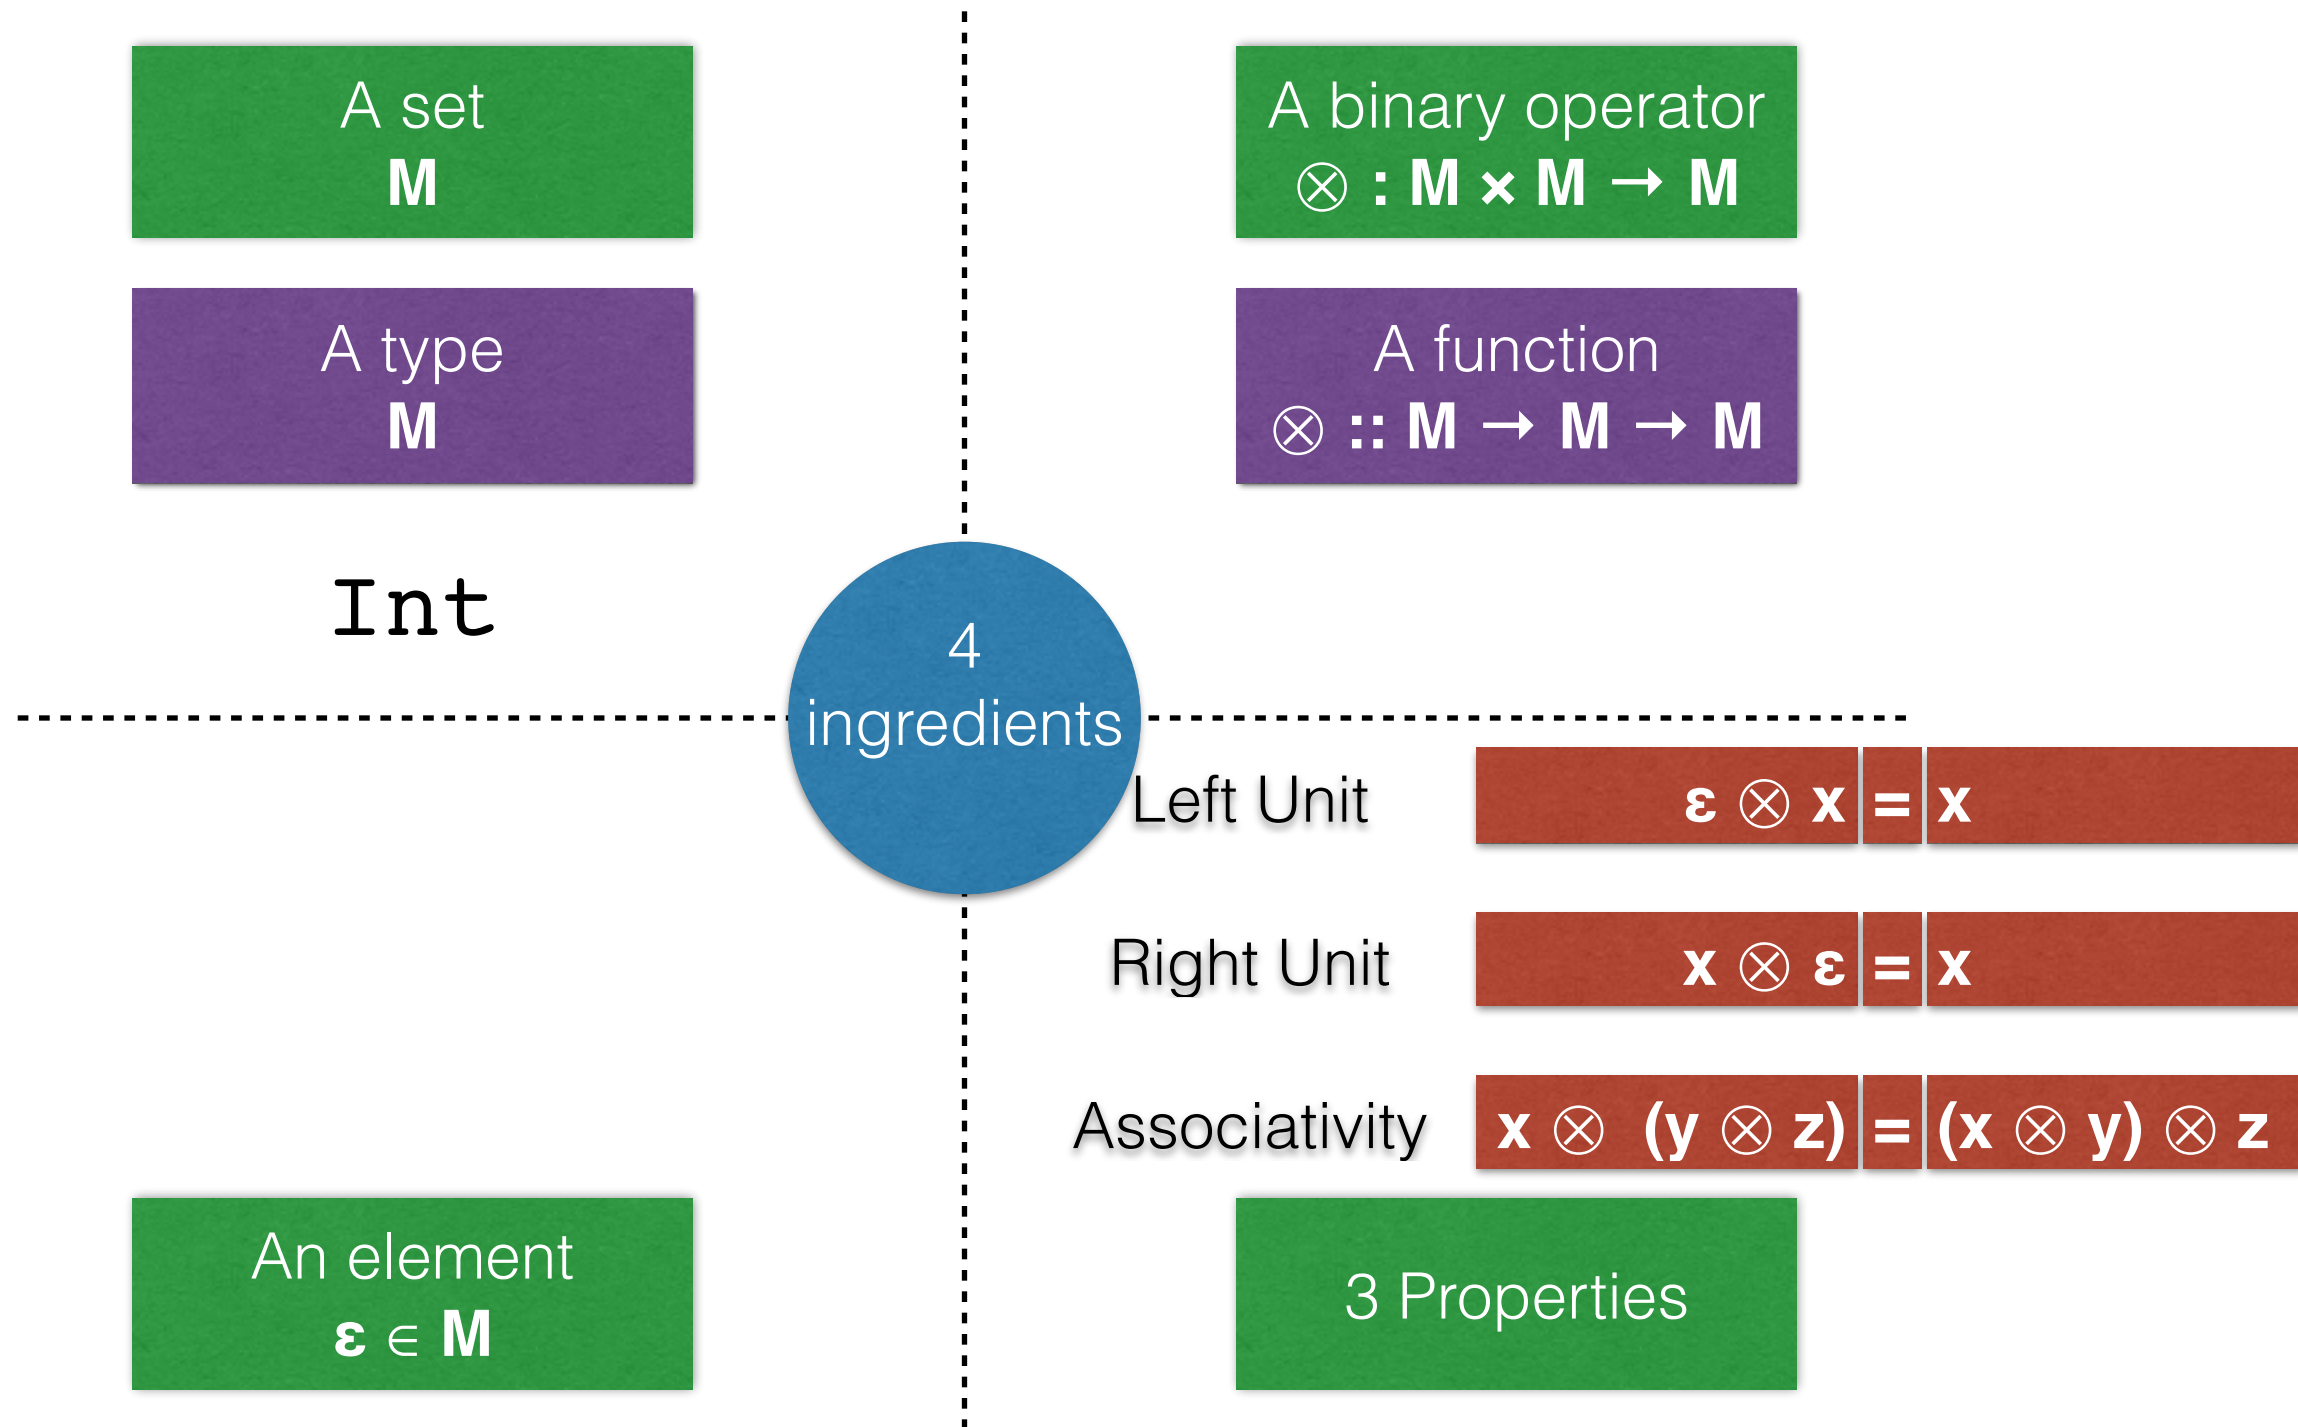 A set
M
A binary operator
⊗ : M × M → M
A type
M
A function
⊗ :: M → M → M
Int
4
ingredients
Left Unit
ε ⊗ x = x
Right Unit
x ⊗ ε = x
Associativity
x ⊗ (y ⊗ z) = (x ⊗ y) ⊗ z
An element
ε ∈ M
3 Properties